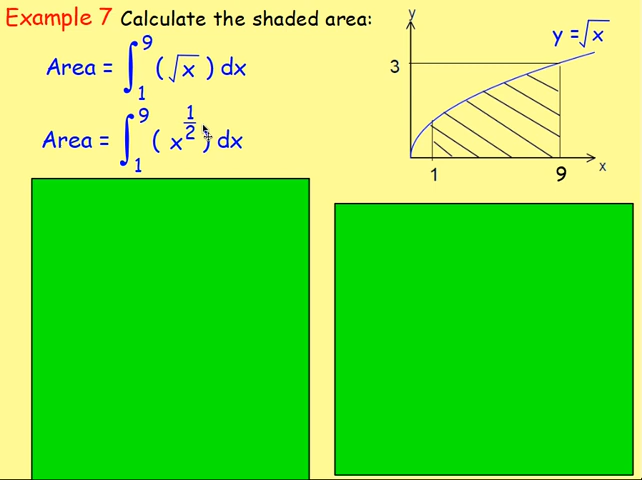 Example 7 Calculate the shaded area:
Area = ∫₁⁹ (√x) dx
Area = ∫₁⁹ (x^(1/2)) dx
y
y = √x
3
1
9
x